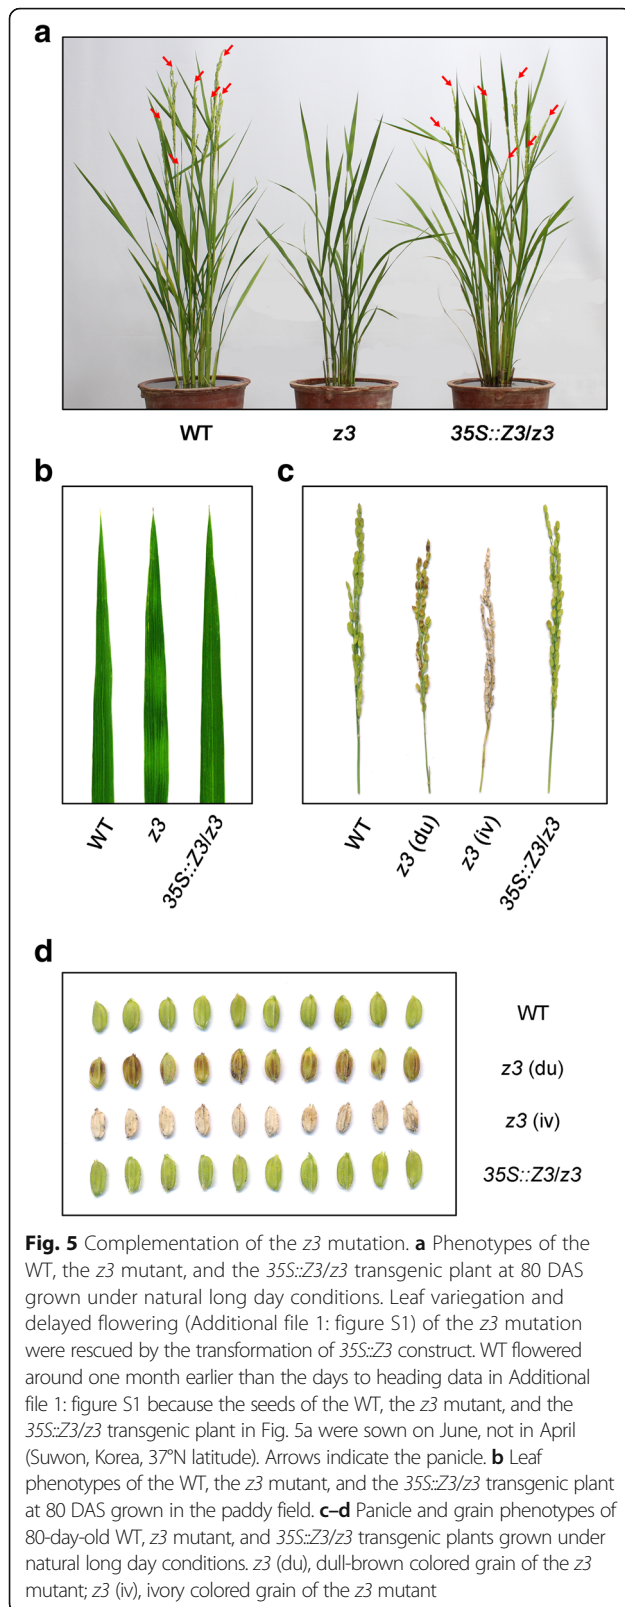 a
WT z3 35S::Z3/z3
b
WT z3 35S::Z3/z3
c
WT z3 (du) z3 (iv) 35S::Z3/z3
d
WT
z3 (du)
z3 (iv)
35S::Z3/z3
Fig. 5 Complementation of the z3 mutation. a Phenotypes of the
WT, the z3 mutant, and the 35S::Z3/z3 transgenic plant at 80 DAS
grown under natural long day conditions. Leaf variegation and
delayed flowering (Additional file 1: figure S1) of the z3 mutation
were rescued by the transformation of 35S::Z3 construct. WT flowered
around one month earlier than the days to heading data in Additional
file 1: figure S1 because the seeds of the WT, the z3 mutant, and the
35S::Z3/z3 transgenic plant in Fig. 5a were sown on June, not in April
(Suwon, Korea, 37°N latitude). Arrows indicate the panicle. b Leaf
phenotypes of the WT, the z3 mutant, and the 35S::Z3/z3 transgenic plant
at 80 DAS grown in the paddy field. c–d Panicle and grain phenotypes of
80-day-old WT, z3 mutant, and 35S::Z3/z3 transgenic plants grown under
natural long day conditions. z3 (du), dull-brown colored grain of the z3
mutant; z3 (iv), ivory colored grain of the z3 mutant